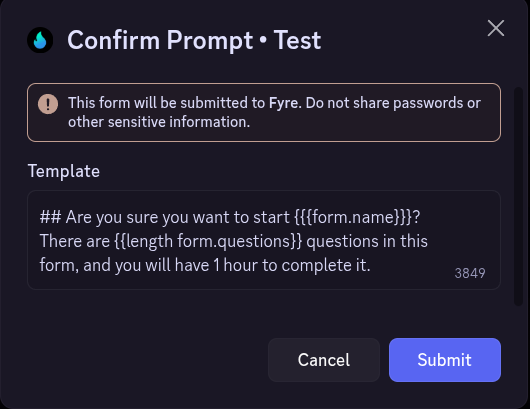 Confirm Prompt • Test
This form will be submitted to Fyre. Do not share passwords or
other sensitive information.
Template
## Are you sure you want to start {{{form.name}}}?
There are {{length form.questions}} questions in this
form, and you will have 1 hour to complete it.
3849
Cancel
Submit